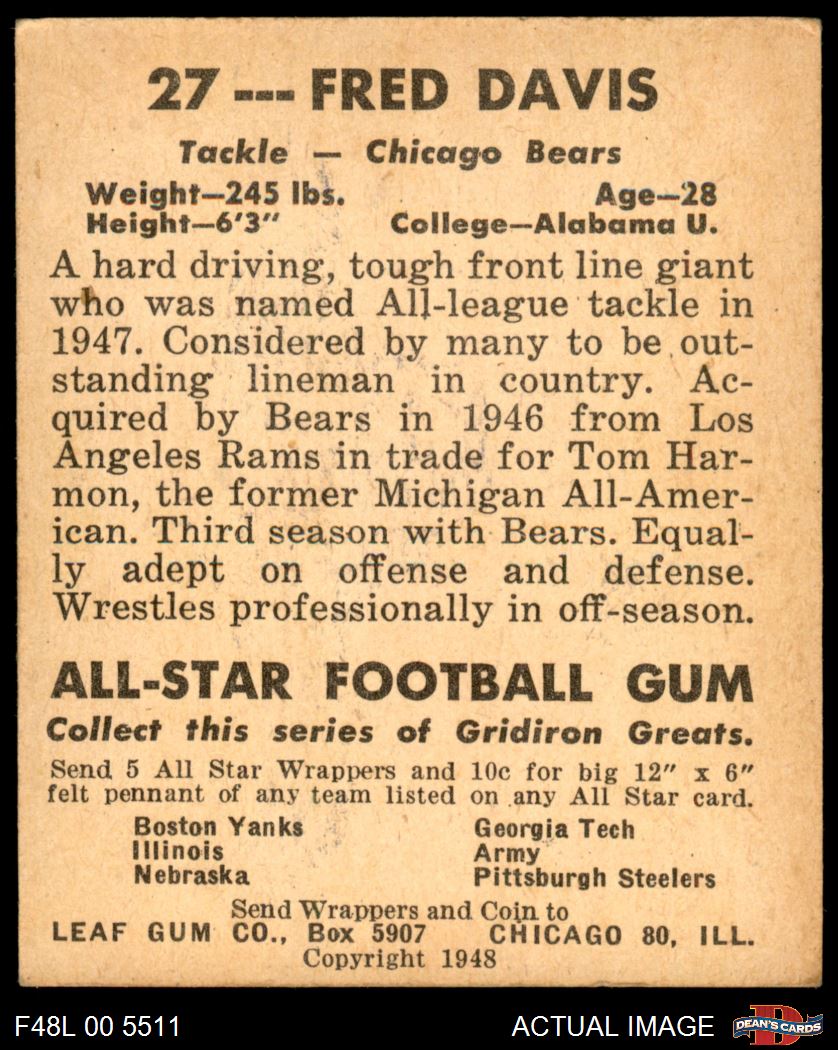 27 --- FRED DAVIS
Tackle — Chicago Bears
Weight—245 lbs. Age—28
Height—6'3" College—Alabama U.
A hard driving, tough front line giant
who was named All-league tackle in
1947. Considered by many to be out-
standing lineman in country. Ac-
quired by Bears in 1946 from Los
Angeles Rams in trade for Tom Har-
mon, the former Michigan All-Amer-
ican. Third season with Bears. Equal-
ly adept on offense and defense.
Wrestles professionally in off-season.
ALL-STAR FOOTBALL GUM
Collect this series of Gridiron Greats.
Send 5 All Star Wrappers and 10c for big 12" x 6"
felt pennant of any team listed on any All Star card.
Boston Yanks Georgia Tech
Illinois Army
Nebraska Pittsburgh Steelers
Send Wrappers and Coin to
LEAF GUM CO., Box 5907 CHICAGO 80, ILL.
Copyright 1948
F48L 00 5511 ACTUAL IMAGE D DEAN'S CARDS